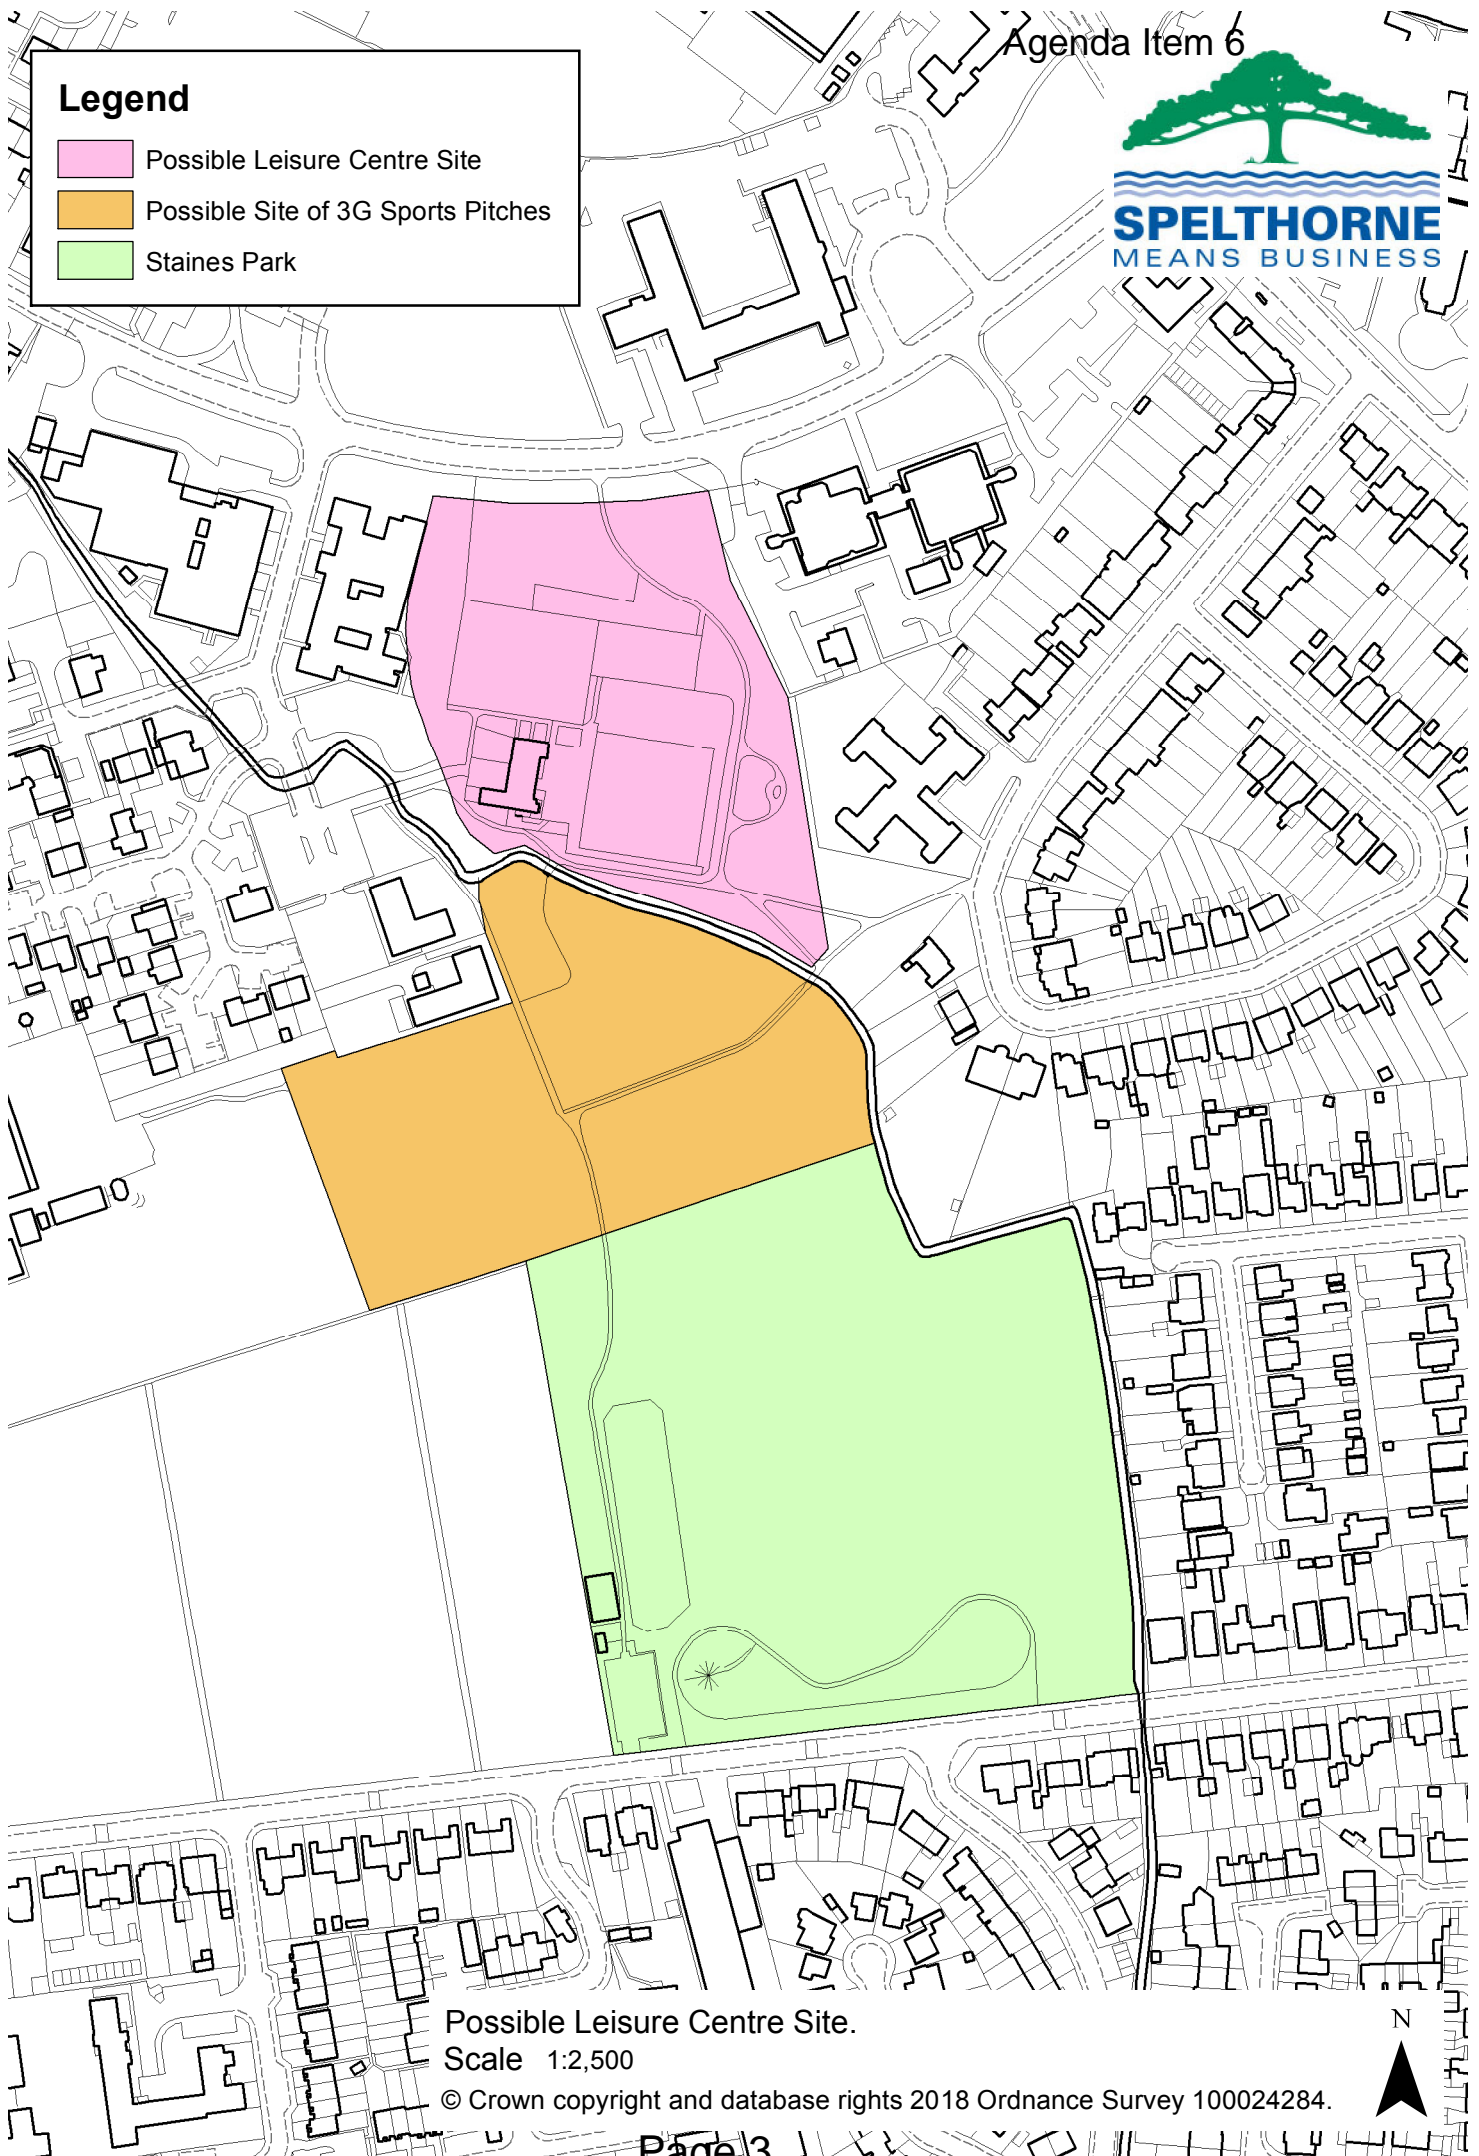 Agenda Item 6
Legend
Possible Leisure Centre Site
Possible Site of 3G Sports Pitches
Staines Park
SPELTHORNE
MEANS BUSINESS
Possible Leisure Centre Site.
Scale 1:2,500
© Crown copyright and database rights 2018 Ordnance Survey 100024284.
N
Page 3